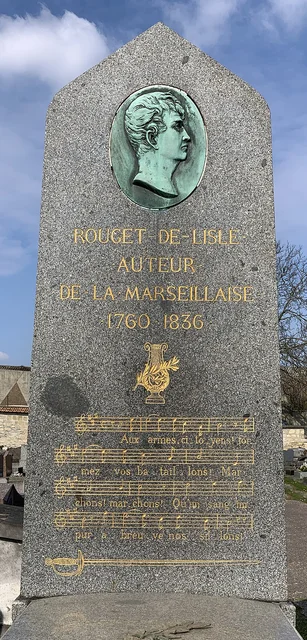 ROUGET DE-LISLE
AUTEUR
DE LA MARSEILLAISE
1760 1836
Aux armes, ci to yens! for
mez vos ba tail lons! Mar
chons! mar chons! Qu'un sang im
pur a breu ve nos sil lons!